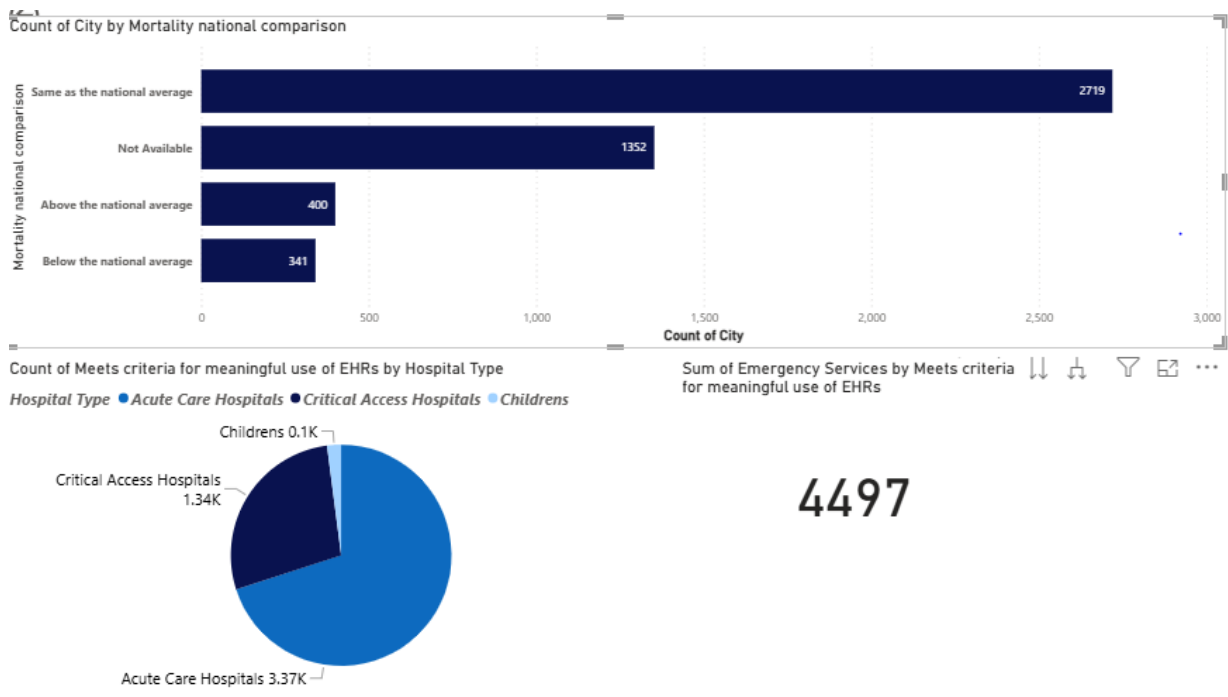 Count of City by Mortality national comparison
Mortality national comparison
Same as the national average
2719
Not Available
1352
Above the national average
400
Below the national average
341
0 500 1,000 1,500 2,000 2,500 3,000
Count of City
Count of Meets criteria for meaningful use of EHRs by Hospital Type
Hospital Type Acute Care Hospitals Critical Access Hospitals Childrens
Childrens 0.1K
Critical Access Hospitals
1.34K
Acute Care Hospitals 3.37K
Sum of Emergency Services by Meets criteria
for meaningful use of EHRs
4497